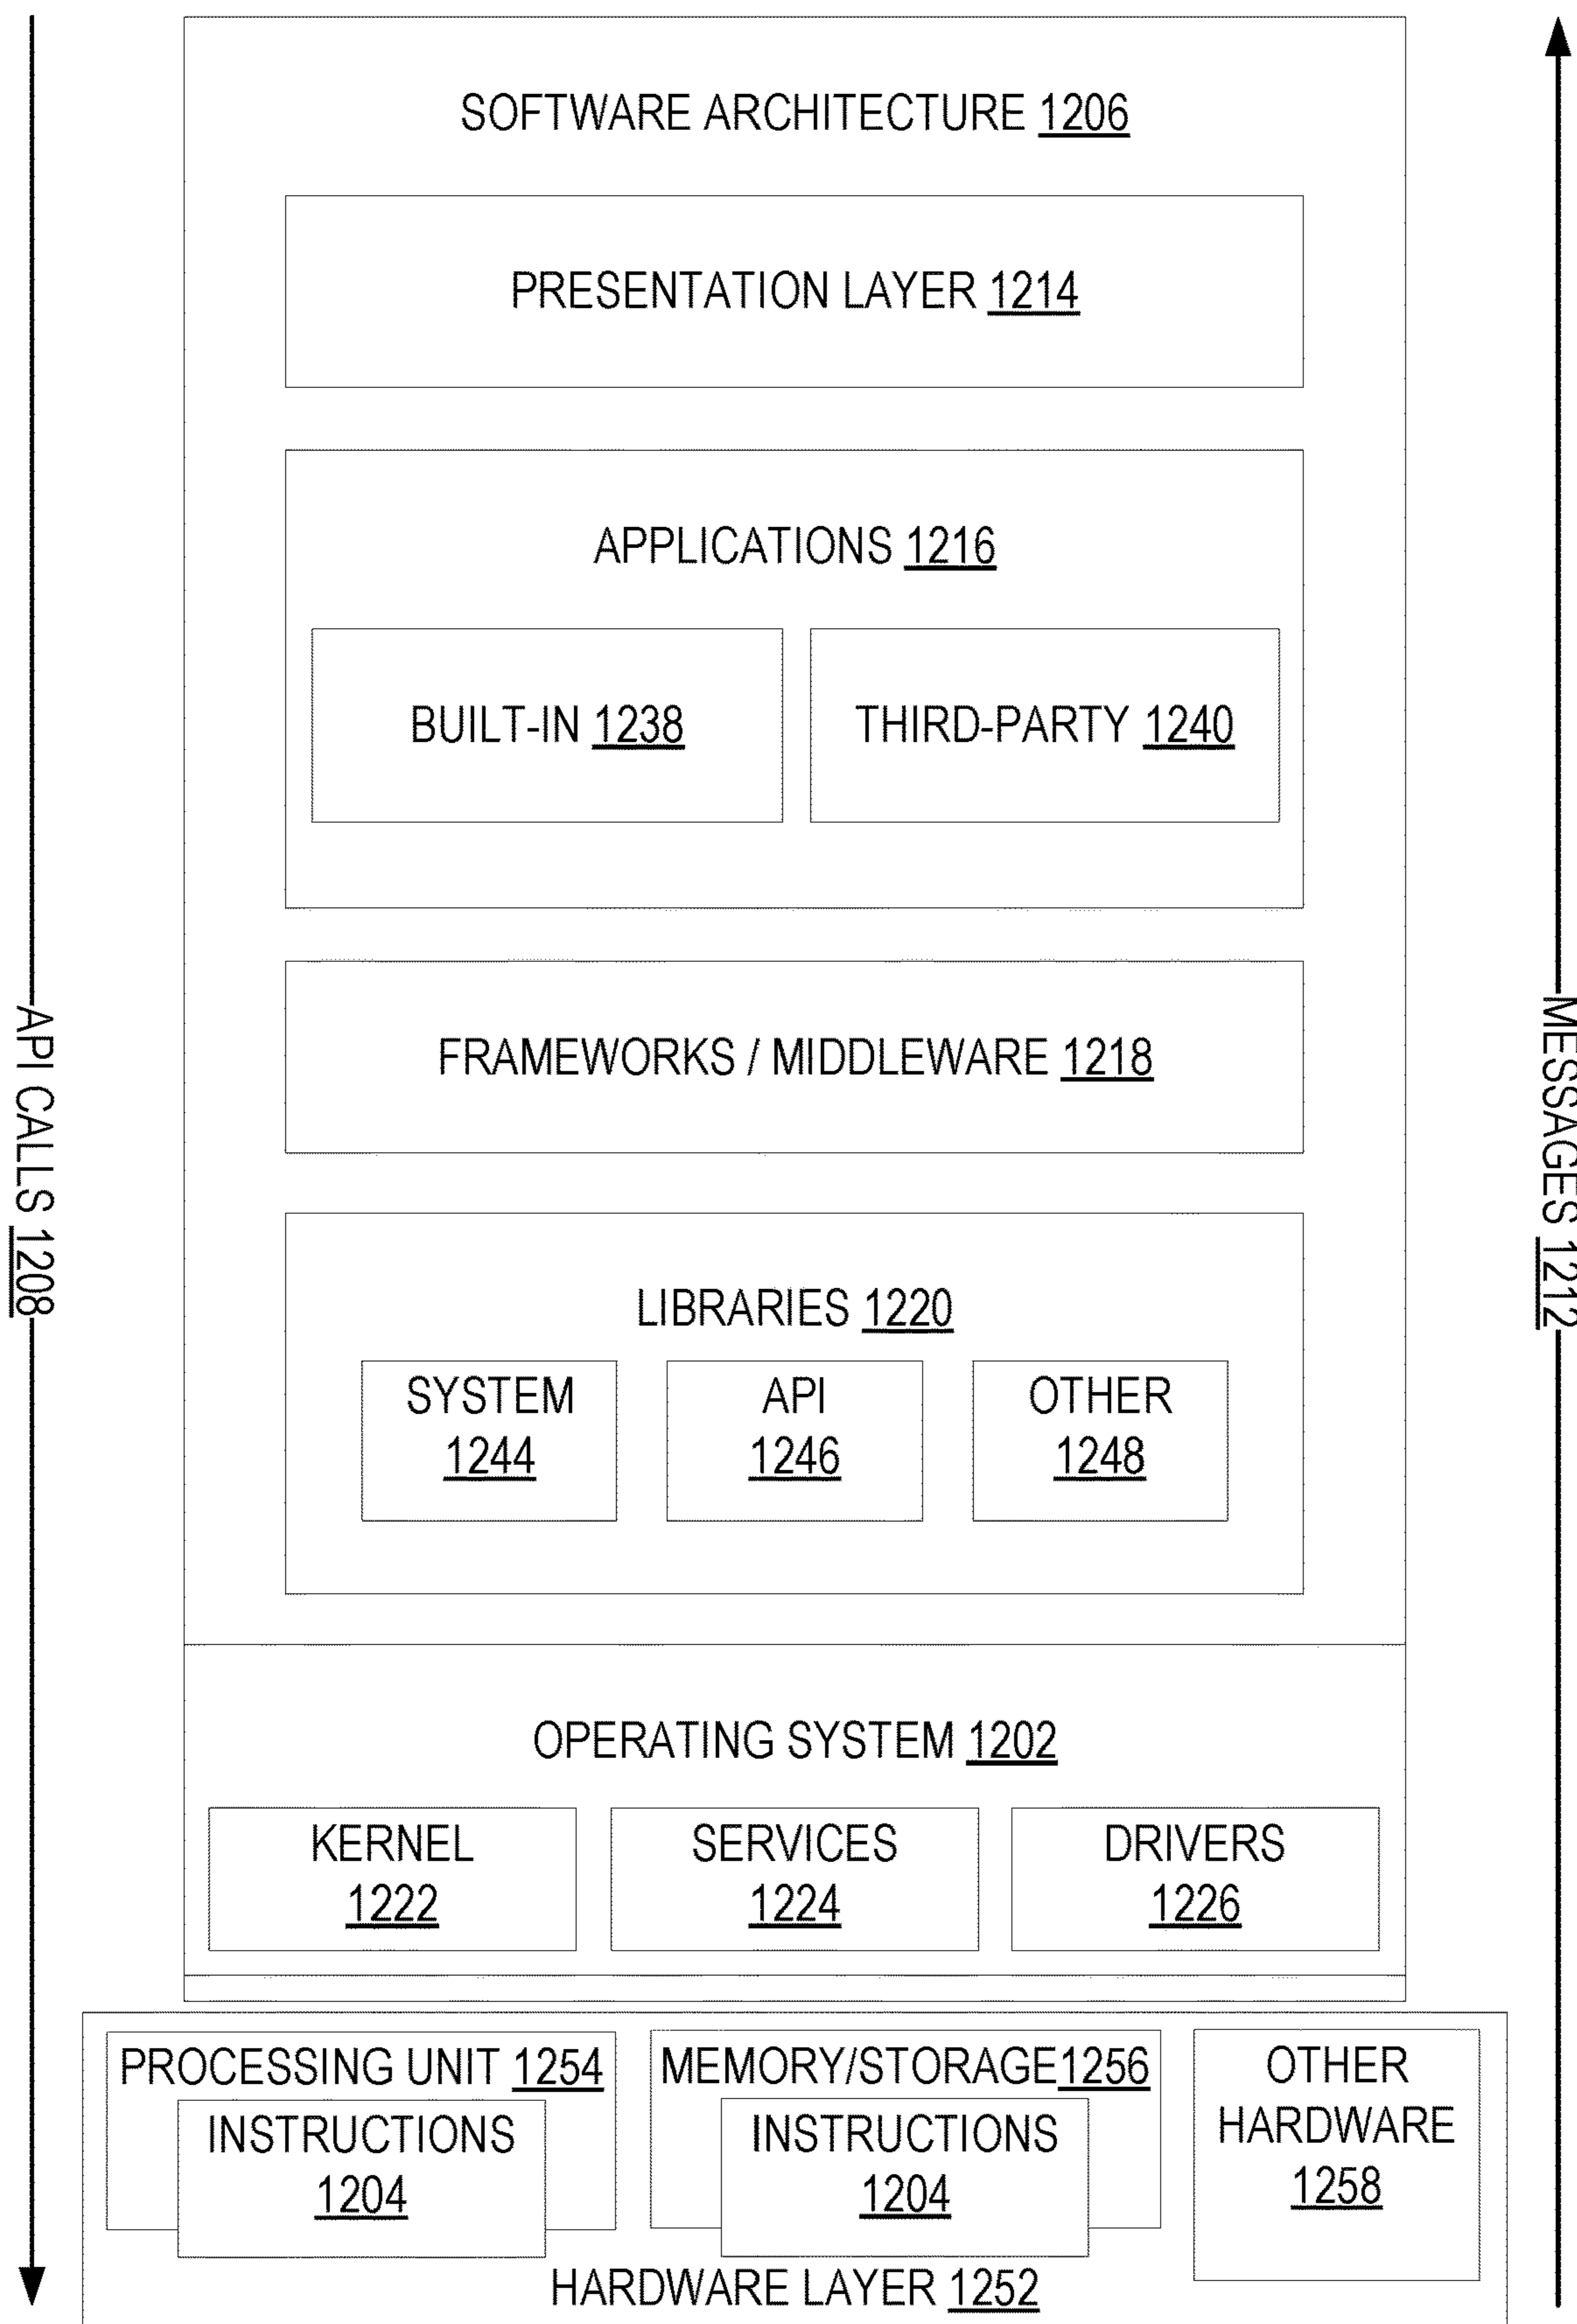 SOFTWARE ARCHITECTURE 1206
PRESENTATION LAYER 1214
APPLICATIONS 1216
BUILT-IN 1238
THIRD-PARTY 1240
FRAMEWORKS / MIDDLEWARE 1218
LIBRARIES 1220
SYSTEM
1244
API
1246
OTHER
1248
OPERATING SYSTEM 1202
KERNEL
1222
SERVICES
1224
DRIVERS
1226
PROCESSING UNIT 1254
INSTRUCTIONS
1204
MEMORY/STORAGE1256
INSTRUCTIONS
1204
OTHER
HARDWARE
1258
HARDWARE LAYER 1252
API CALLS 1208
MESSAGES 1212